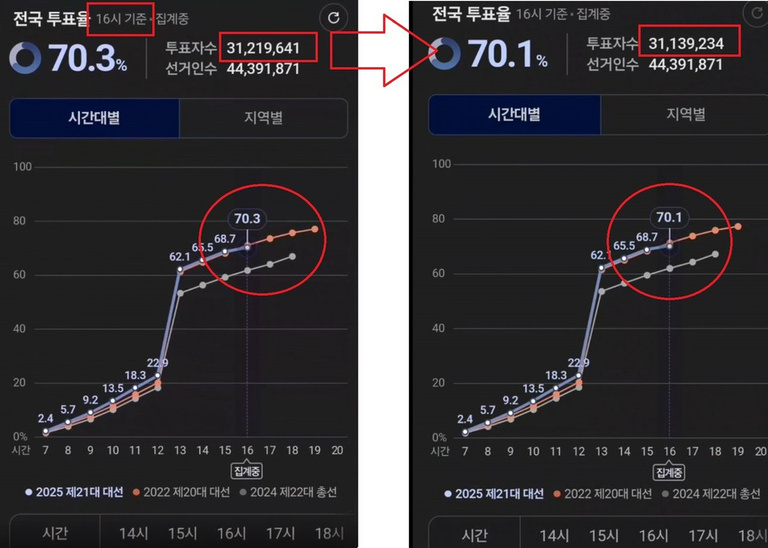 전국 투표율 16시 기준 • 집계중
70.3%
투표자수 31,219,641
선거인수 44,391,871
시간대별 지역별
100
80
60
40
20
0%
70.3
62.1 65.5 68.7
22.9
18.3
13.5
9.2
5.7
2.4
시간 7 8 9 10 11 12 13 14 15 16 17 18 19 20
집계중
2025 제21대 대선 2022 제20대 대선 2024 제22대 총선
시간 14시 15시 16시 17시 18시
전국 투표율 16시 기준 • 집계중
70.1%
투표자수 31,139,234
선거인수 44,391,871
시간대별 지역별
100
80
60
40
20
0%
70.1
62.1 65.5 68.7
22.9
18.3
13.5
9.2
5.7
2.4
시간 7 8 9 10 11 12 13 14 15 16 17 18 19 20
집계중
2025 제21대 대선 2022 제20대 대선 2024 제22대 총선
시간 14시 15시 16시 17시 18시